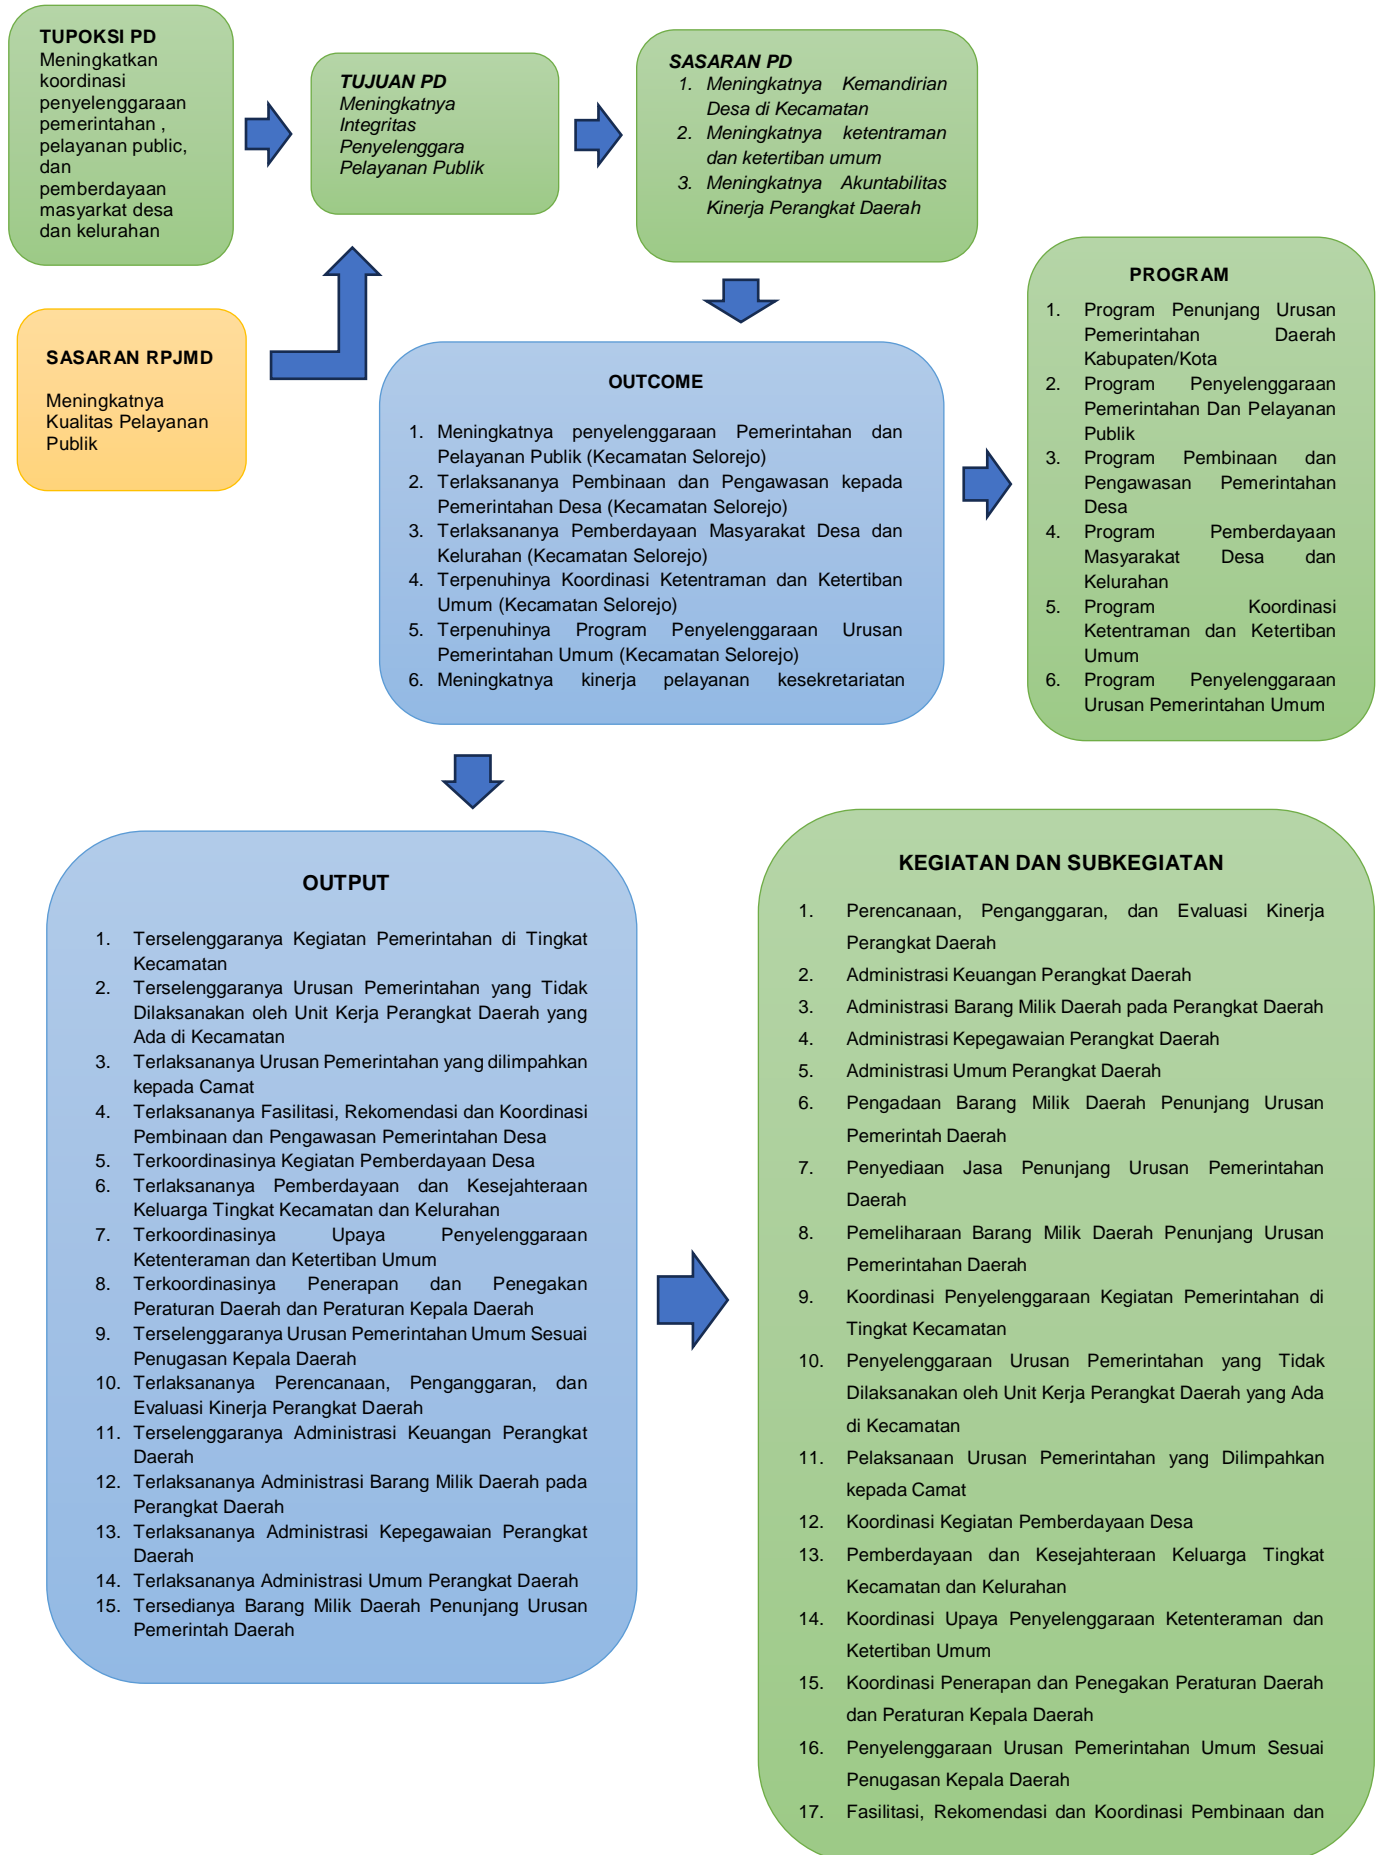 TUPOKSI PD
Meningkatkan
koordinasi
penyelenggaraan
pemerintahan ,
pelayanan public,
dan
pemberdayaan
masyarkat desa
dan kelurahan
TUJUAN PD
Meningkatnya
Integritas
Penyelenggara
Pelayanan Publik
SASARAN PD
1. Meningkatnya Kemandirian
Desa di Kecamatan
2. Meningkatnya ketentraman
dan ketertiban umum
3. Meningkatya Akuntabilitas
Kinerja Perangkat Daerah
SASARAN RPJMD
Meningkatnya
Kualitas Pelayanan
Publik
OUTCOME
1. Meningkatnya penyelenggaraan Pemerintahan dan
Pelayanan Publik (Kecamatan Selorejo)
2. Terlaksananya Pembinaan dan Pengawasan kepada
Pemerintahan Desa (Kecamatan Selorejo)
3. Terlaksananya Pemberdayaan Masyarakat Desa dan
Kelurahan (Kecamatan Selorejo)
4. Terpenuhinya Koordinasi Ketentraman dan Ketertiban
Umum (Kecamatan Selorejo)
5. Terpenuhinya Program Penyelenggaraan Urusan
Pemerintahan Umum (Kecamatan Selorejo)
6. Meningkatnya kinerja pelayanan kesekretariatan
PROGRAM
1. Program Penunjang Urusan
Pemerintahan Daerah
Kabupaten/Kota
2. Program Penyelenggaraan
Pemerintahan Dan Pelayanan
Publik
3. Program Pembinaan dan
Pengawasan Pemerintahan
Desa
4. Program Pemberdayaan
Masyarakat Desa dan
Kelurahan
5. Program Koordinasi
Ketentraman dan Ketertiban
Umum
6. Program Penyelenggaraan
Urusan Pemerintahan Umum
OUTPUT
1. Terselenggaranya Kegiatan Pemerintahan di Tingkat
Kecamatan
2. Terselenggaranya Urusan Pemerintahan yang Tidak
Dilaksanakan oleh Unit Kerja Perangkat Daerah yang
Ada di Kecamatan
3. Terlaksananya Urusan Pemerintahan yang dilimpahkan
kepada Camat
4. Terlaksananya Fasilitasi, Rekomendasi dan Koordinasi
Pembinaan dan Pengawasan Pemerintahan Desa
5. Terkoordinasinya Kegiatan Pemberdayaan Desa
6. Terlaksananya Pemberdayaan dan Kesejahteraan
Keluarga Tingkat Kecamatan dan Kelurahan
7. Terkoordinasinya Upaya Penyelenggaraan
Ketenteraman dan Ketertiban Umum
8. Terkoordinasinya Penerapan dan Penegakan
Peraturan Daerah dan Peraturan Kepala Daerah
9. Terselenggaranya Urusan Pemerintahan Umum Sesuai
Penugasan Kepala Daerah
10. Terlaksananya Perencanaan, Penganggaran, dan
Evaluasi Kinerja Perangkat Daerah
11. Terselenggaranya Administrasi Keuangan Perangkat
Daerah
12. Terlaksananya Administrasi Barang Milik Daerah pada
Perangkat Daerah
13. Terlaksananya Administrasi Kepegawaian Perangkat
Daerah
14. Terlaksananya Administrasi Umum Perangkat Daerah
15. Tersedianya Barang Milik Daerah Penunjang Urusan
Pemerintah Daerah
KEGIATAN DAN SUBKEGIATAN
1. Perencanaan, Penganggaran, dan Evaluasi Kinerja
Perangkat Daerah
2. Administrasi Keuangan Perangkat Daerah
3. Administrasi Barang Milik Daerah pada Perangkat Daerah
4. Administrasi Kepegawaian Perangkat Daerah
5. Administrasi Umum Perangkat Daerah
6. Pengadaan Barang Milik Daerah Penunjang Urusan
Pemerintah Daerah
7. Penyediaan Jasa Penunjang Urusan Pemerintahan
Daerah
8. Pemeliharaan Barang Milik Daerah Penunjang Urusan
Pemerintahan Daerah
9. Koordinasi Penyelenggaraan Kegiatan Pemerintahan di
Tingkat Kecamatan
10. Penyelenggaraan Urusan Pemerintahan yang Tidak
Dilaksanakan oleh Unit Kerja Perangkat Daerah yang Ada
di Kecamatan
11. Pelaksanaan Urusan Pemerintahan yang Dilimpahkan
kepada Camat
12. Koordinasi Kegiatan Pemberdayaan Desa
13. Pemberdayaan dan Kesejahteraan Keluarga Tingkat
Kecamatan dan Kelurahan
14. Koordinasi Upaya Penyelenggaraan Ketenteraman dan
Ketertiban Umum
15. Koordinasi Penerapan dan Penegakan Peraturan Daerah
dan Peraturan Kepala Daerah
16. Penyelenggaraan Urusan Pemerintahan Umum Sesuai
Penugasan Kepala Daerah
17. Fasilitasi, Rekomendasi dan Koordinasi Pembinaan dan